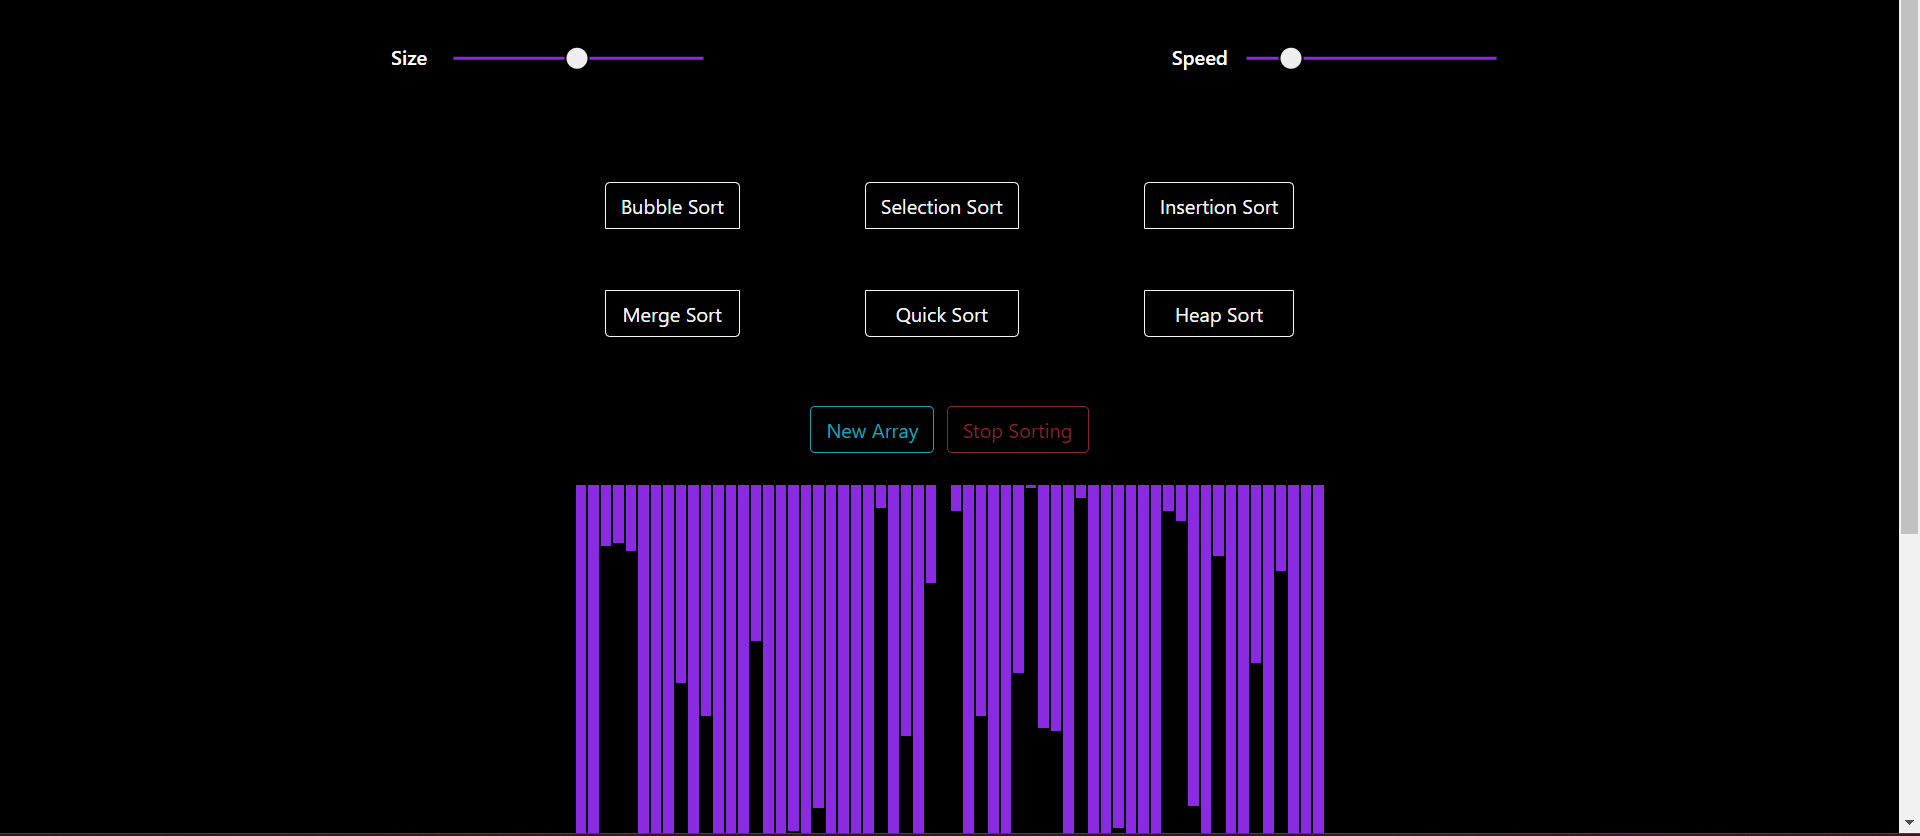 Size Speed
Bubble Sort Selection Sort Insertion Sort
Merge Sort Quick Sort Heap Sort
New Array Stop Sorting